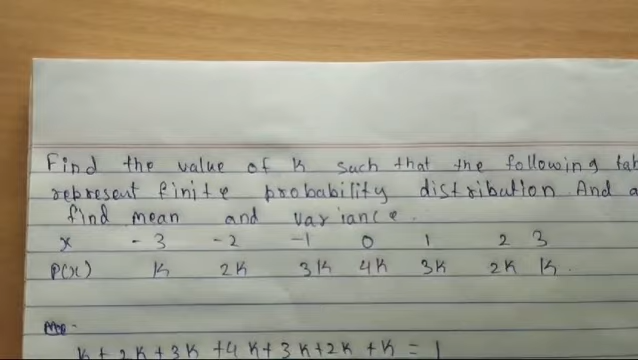 Find the value of K such that the following tab
represent finite probability distribution. And a
find mean and variance.
x -3 -2 -1 0 1 2 3
P(x) K 2K 3K 4K 3K 2K K.
K + 2K + 3K + 4K + 3K + 2K + K = 1